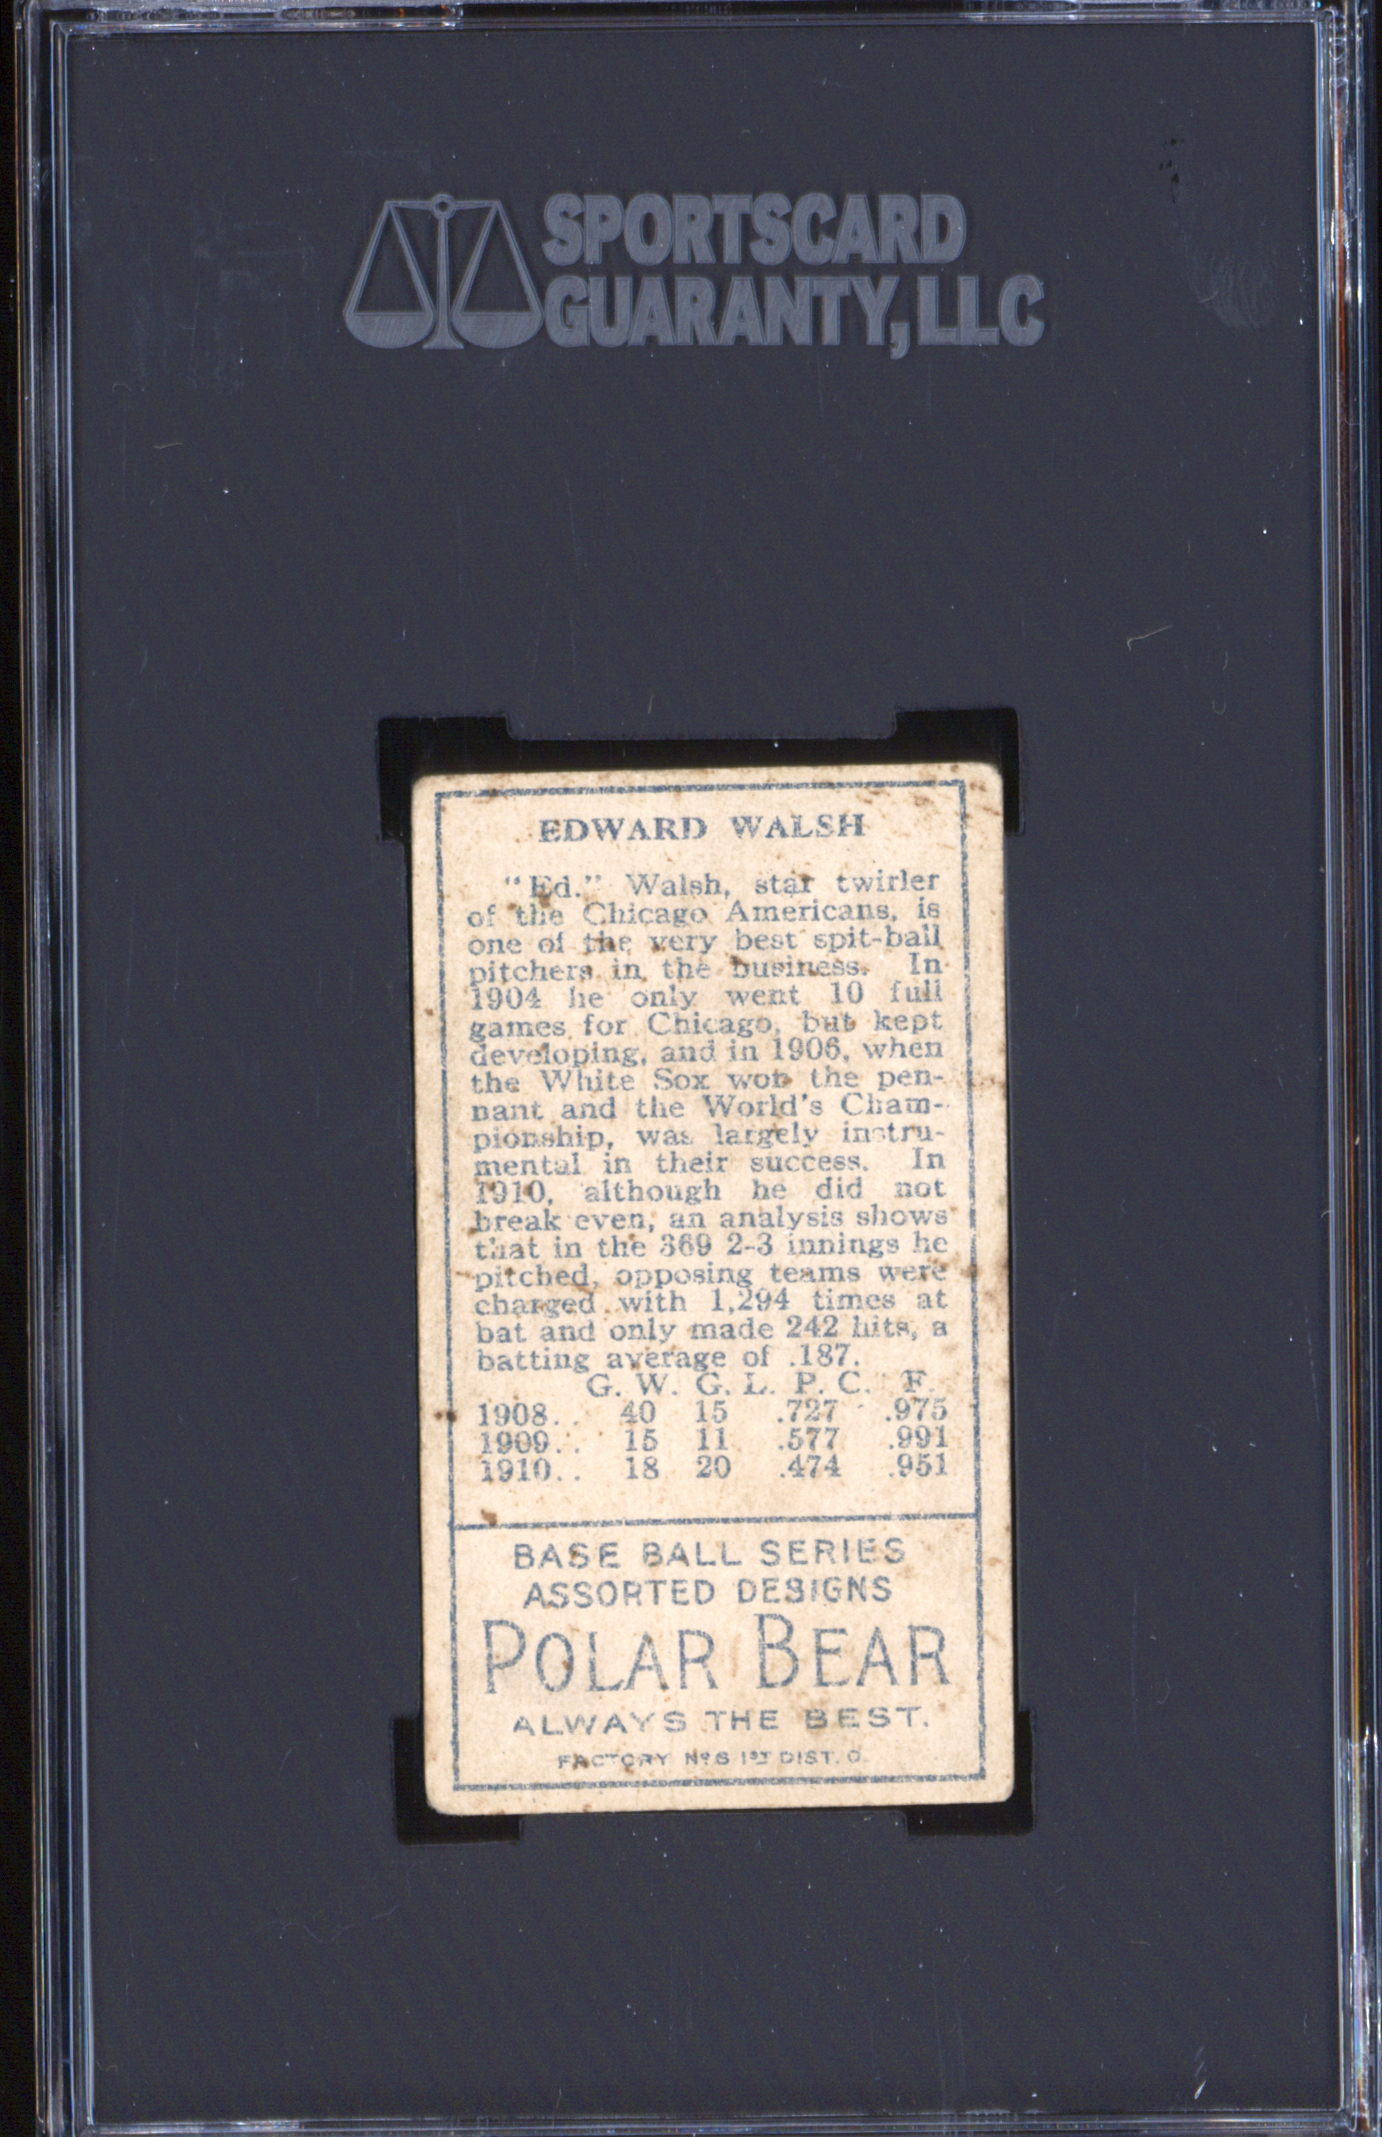 SPORTSCARD
GUARANTY, LLC
EDWARD WALSH
"Ed." Walsh, star twirler
of the Chicago Americans, is
one of the very best spit-ball
pitchers in the business. In
1904 he only went 10 full
games for Chicago, but kept
developing, and in 1906, when
the White Sox won the pen-
nant and the World's Cham-
pionship, was largely instru-
mental in their success. In
1910, although he did not
break even, an analysis shows
that in the 369 2-3 innings he
pitched, opposing teams were
charged with 1,294 times at
bat and only made 242 hits, a
batting average of .187.
G. W. G. L. P. C. F.
1908.. 40 15 .727 .975
1909.. 15 11 .577 .991
1910.. 18 20 .474 .951
BASE BALL SERIES
ASSORTED DESIGNS
POLAR BEAR
ALWAYS THE BEST.
FACTORY Nº 6 1ST DIST. O.